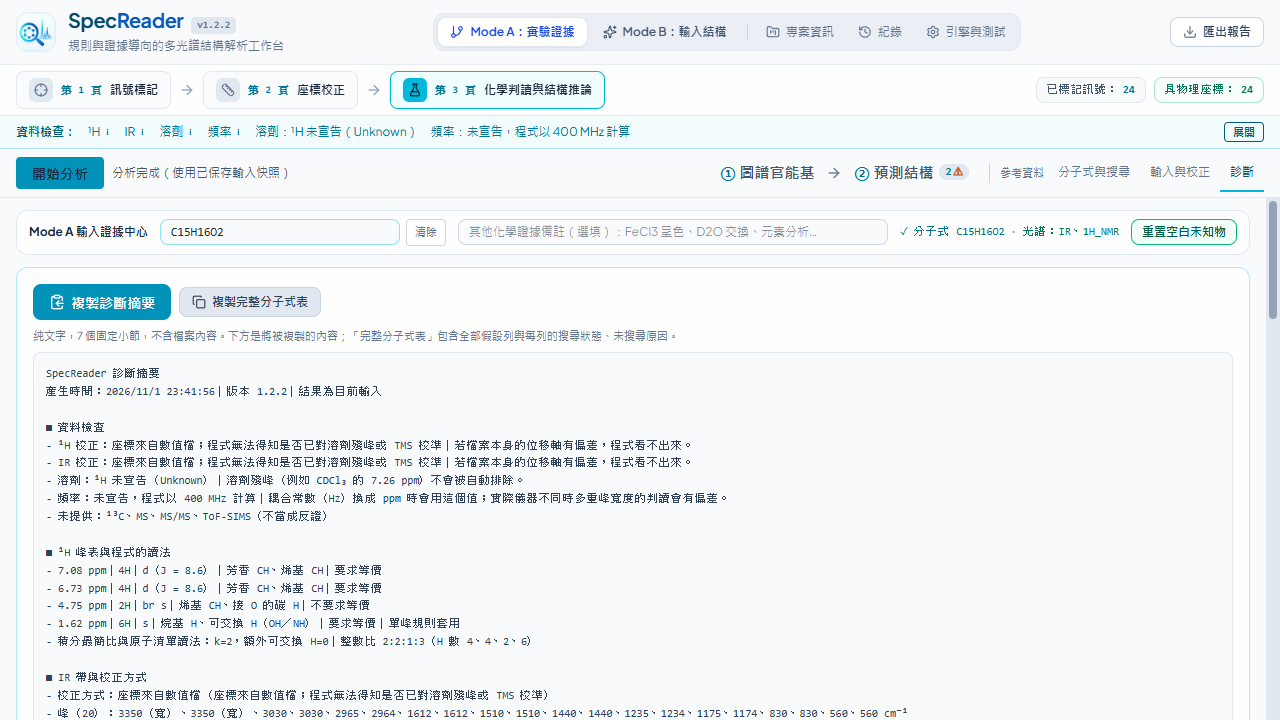 SpecReader v1.2.2
規則與證據導向的多光譜結構解析工作台
Mode A：實驗證據
Mode B：輸入結構
專案資訊
紀錄
引擎與測試
匯出報告
第 1 頁 訊號標記
→
第 2 頁 座標校正
→
第 3 頁 化學判讀與結構推論
已標記訊號： 24
具物理座標： 24
資料檢查： ¹H i IR i 溶劑 i 頻率 i 溶劑：¹H 未宣告（Unknown） 頻率：未宣告，程式以 400 MHz 計算
展開
開始分析
分析完成（使用已保存輸入快照）
① 圖譜官能基 → ② 預測結構 2⚠
參考資料
分子式與搜尋
輸入與校正
診斷
Mode A 輸入證據中心
C15H16O2
清除
其他化學證據備註（選填）：FeCl3 呈色、D2O 交換、元素分析…
✓ 分子式 C15H16O2 · 光譜：IR、1H_NMR
重置空白未知物
複製診斷摘要
複製完整分子式表
純文字，7 個固定小節，不含檔案內容。下方是將被複製的內容；「完整分子式表」包含全部假設列與每列的搜尋狀態、未搜尋原因。
SpecReader 診斷摘要
產生時間：2026/11/1 23:41:56｜版本 1.2.2｜結果為目前輸入
■ 資料檢查
- ¹H 校正：座標來自數值檔；程式無法得知是否已對溶劑殘峰或 TMS 校準｜若檔案本身的位移軸有偏差，程式看不出來。
- IR 校正：座標來自數值檔；程式無法得知是否已對溶劑殘峰或 TMS 校準｜若檔案本身的位移軸有偏差，程式看不出來。
- 溶劑：¹H 未宣告（Unknown）｜溶劑殘峰（例如 CDCl₃ 的 7.26 ppm）不會被自動排除。
- 頻率：未宣告，程式以 400 MHz 計算｜耦合常數（Hz）換成 ppm 時會用這個值；實際儀器不同時多重峰寬度的判讀會有偏差。
- 未提供：¹³C、MS、MS/MS、ToF-SIMS（不當成反證）
■ ¹H 峰表與程式的讀法
- 7.08 ppm｜4H｜d（J = 8.6）｜芳香 CH、烯基 CH｜要求等價
- 6.73 ppm｜4H｜d（J = 8.6）｜芳香 CH、烯基 CH｜要求等價
- 4.75 ppm｜2H｜br s｜烯基 CH、接 O 的碳 H｜不要求等價
- 1.62 ppm｜6H｜s｜烷基 H、可交換 H（OH／NH）｜要求等價｜單峰規則套用
- 積分最簡比與原子清單讀法：k=2，額外可交換 H=0｜整數比 2:2:1:3（H 數 4、4、2、6）
■ IR 帶與校正方式
- 校正方式：座標來自數值檔（座標來自數值檔；程式無法得知是否已對溶劑殘峰或 TMS 校準）
- 峰（20）：3350（寬）、3350（寬）、3030、3030、2965、2964、1612、1612、1510、1510、1440、1440、1235、1234、1175、1174、830、830、560、560 cm⁻¹